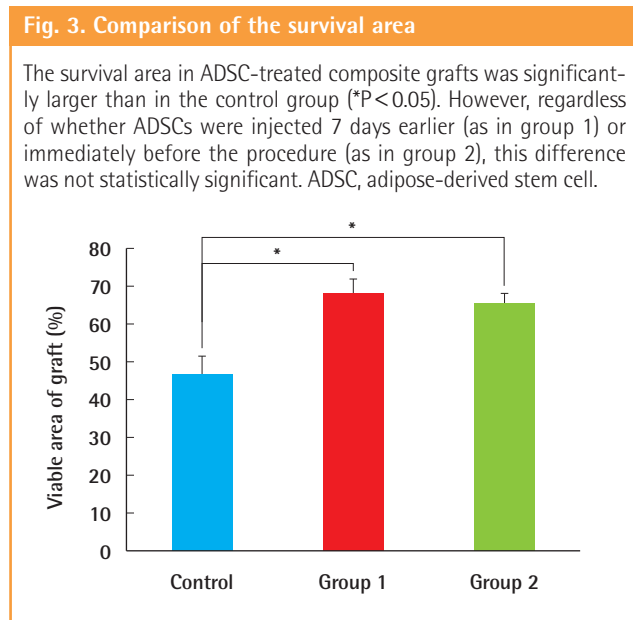 Fig. 3. Comparison of the survival area
The survival area in ADSC-treated composite grafts was significant-
ly larger than in the control group (*P<0.05). However, regardless
of whether ADSCs were injected 7 days earlier (as in group 1) or
immediately before the procedure (as in group 2), this difference
was not statistically significant. ADSC, adipose-derived stem cell.
*
*
80
70
60
50
40
30
20
10
0
Viable area of graft (%)
Control Group 1 Group 2